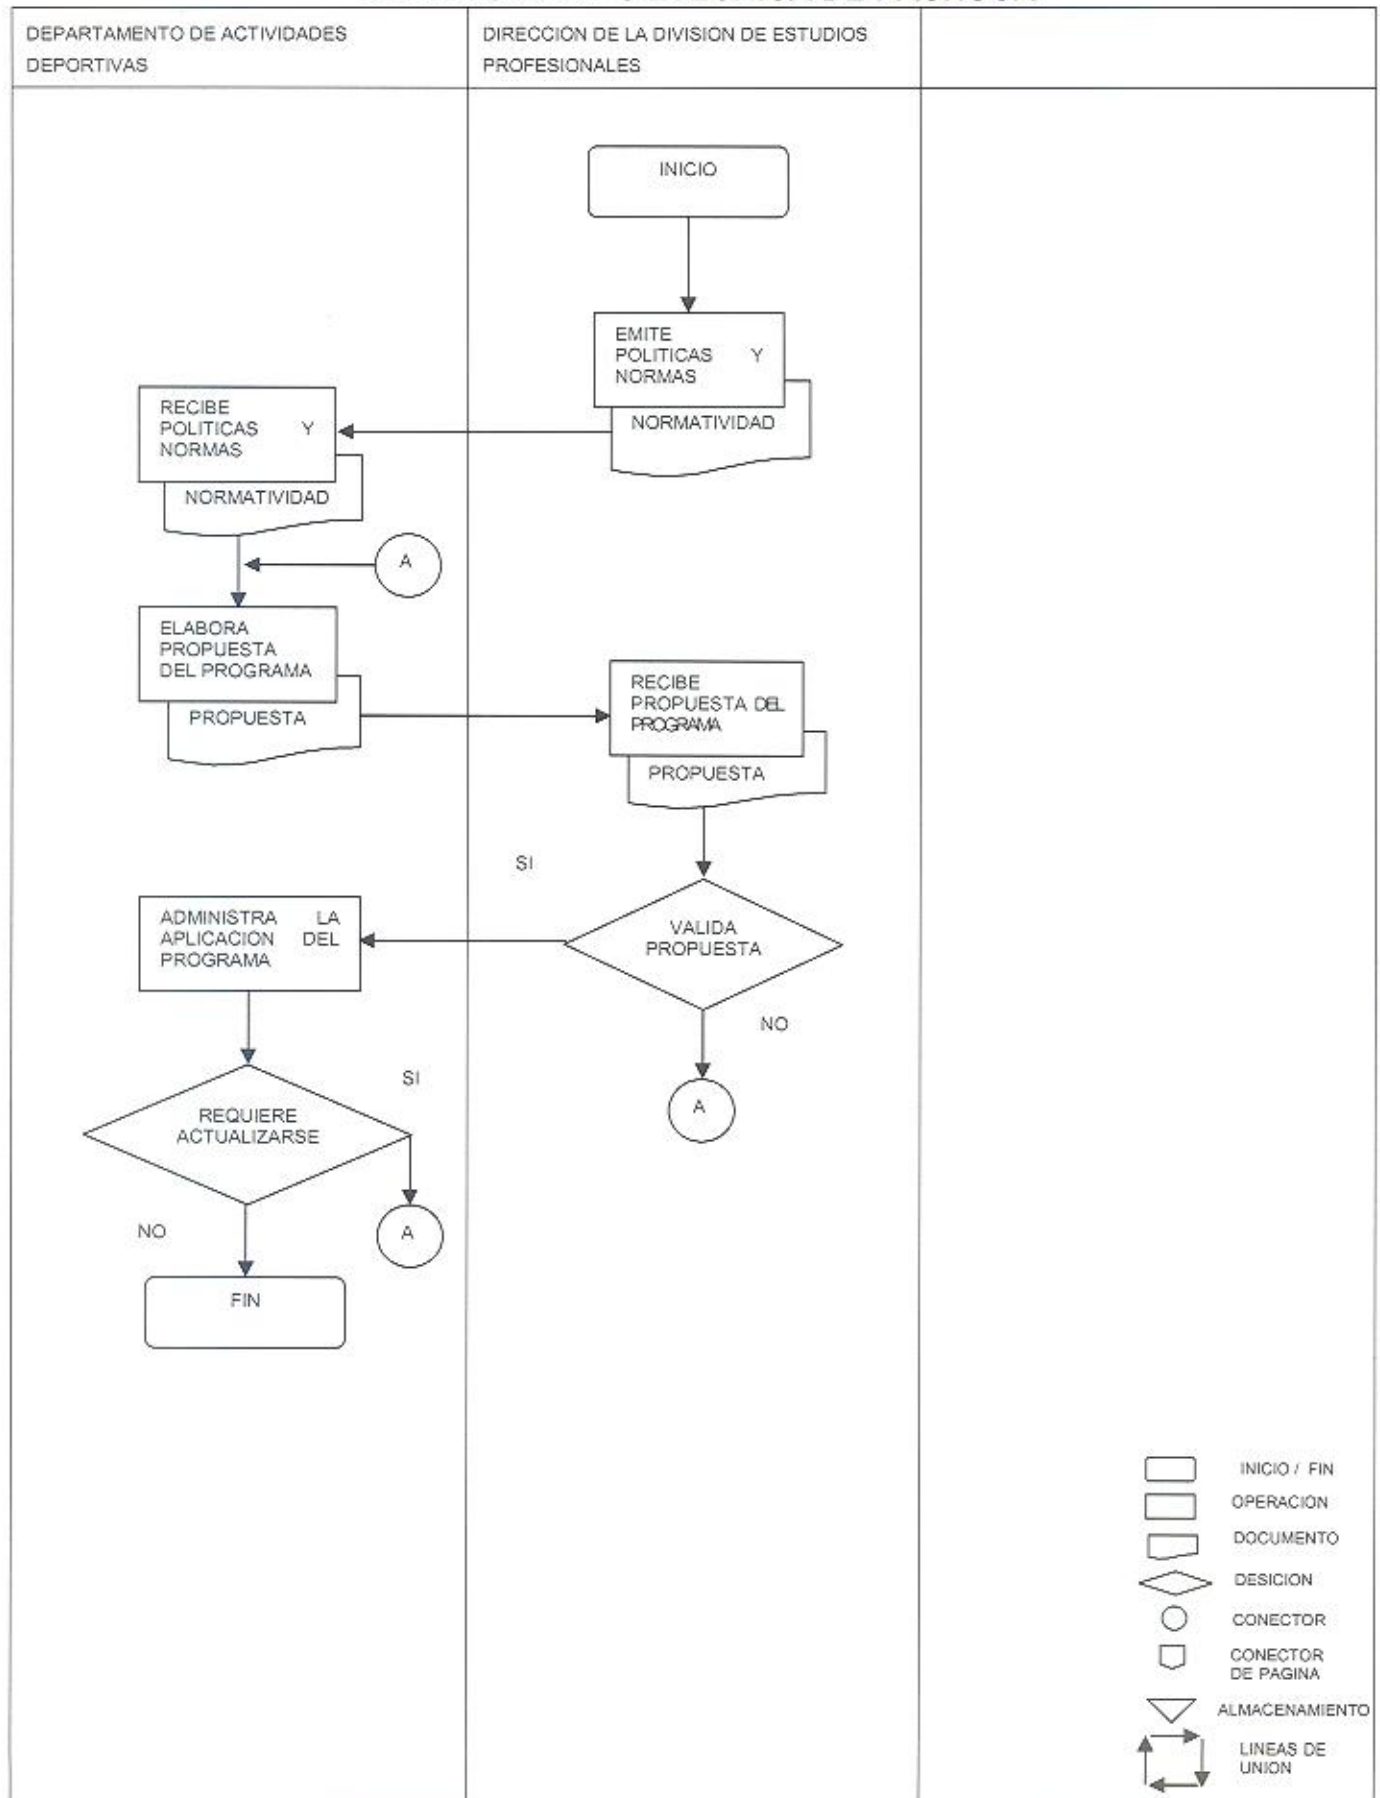 DEPARTAMENTO DE ACTIVIDADES
DEPORTIVAS
DIRECCION DE LA DIVISION DE ESTUDIOS
PROFESIONALES
INICIO
EMITE
POLITICAS Y
NORMAS
NORMATIVIDAD
RECIBE
POLITICAS Y
NORMAS
NORMATIVIDAD
A
ELABORA
PROPUESTA
DEL PROGRAMA
PROPUESTA
RECIBE
PROPUESTA DEL
PROGRAMA
PROPUESTA
SI
VALIDA
PROPUESTA
NO
A
ADMINISTRA LA
APLICACION DEL
PROGRAMA
SI
REQUIERE
ACTUALIZARSE
A
NO
FIN
INICIO / FIN
OPERACION
DOCUMENTO
DESICION
CONECTOR
CONECTOR
DE PAGINA
ALMACENAMIENTO
LINEAS DE
UNION